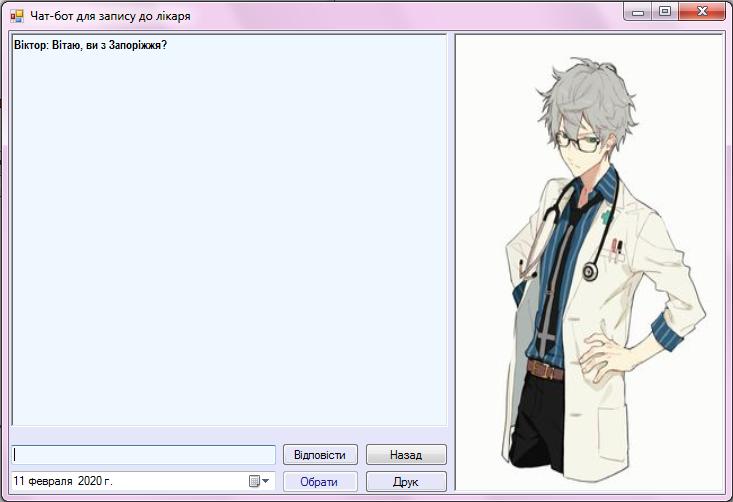 Чат-бот для запису до лікаря
Віктор: Вітаю, ви з Запоріжжя?
Відповісти Назад
11 февраля 2020 г. Обрати Друк